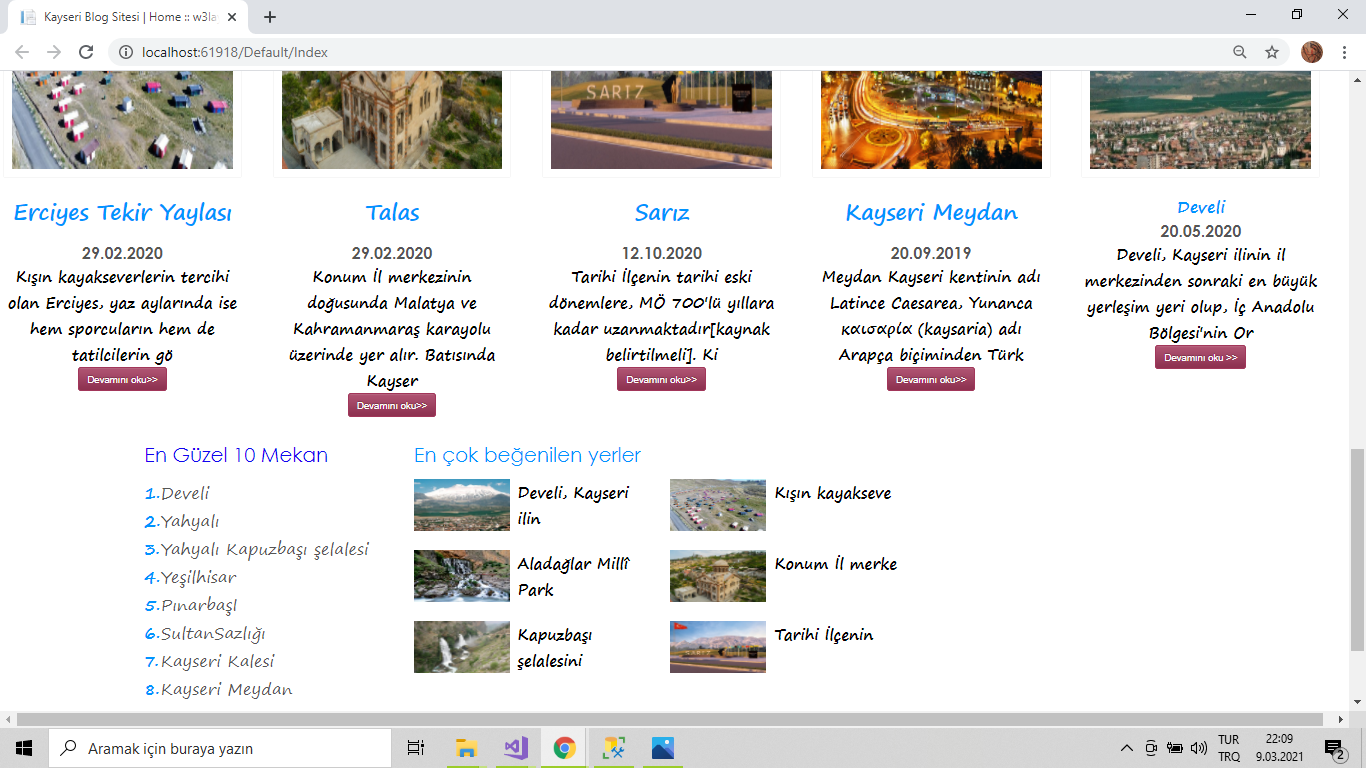 Kayseri Blog Sitesi | Home :: w3la
localhost:61918/Default/Index
SARIZ
Erciyes Tekir Yaylası
29.02.2020
Kışın kayakseverlerin tercihi
olan Erciyes, yaz aylarında ise
hem sporcuların hem de
tatilcilerin gö
Devamını oku>>
Talas
29.02.2020
Konum İl merkezinin
doğusunda Malatya ve
Kahramanmaraş karayolu
üzerinde yer alır. Batısında
Kayser
Devamını oku>>
Sarız
12.10.2020
Tarihi İlçenin tarihi eski
dönemlere, MÖ 700'lü yıllara
kadar uzanmaktadır[kaynak
belirtilmeli]. Ki
Devamını oku>>
Kayseri Meydan
20.09.2019
Meydan Kayseri kentinin adı
Latince Caesarea, Yunanca
καισαρία (kaysaria) adı
Arapça biçiminden Türk
Devamını oku>>
Develi
20.05.2020
Develi, Kayseri ilinin il
merkezinden sonraki en büyük
yerleşim yeri olup, İç Anadolu
Bölgesi'nin Or
Devamını oku >>
En Güzel 10 Mekan
1.Develi
2.Yahyalı
3.Yahyalı Kapuzbaşı şelalesi
4.Yeşilhisar
5.Pınarbaşl
6.SultanSazlığı
7.Kayseri Kalesi
8.Kayseri Meydan
En çok beğenilen yerler
Develi, Kayseri
ilin
Kışın kayakseve
Aladağlar Millî
Park
Konum İl merke
Kapuzbaşı
şelalesini
SARIZ
Tarihi İlçenin
Aramak için buraya yazın
TUR
TRQ
22:09
9.03.2021
2